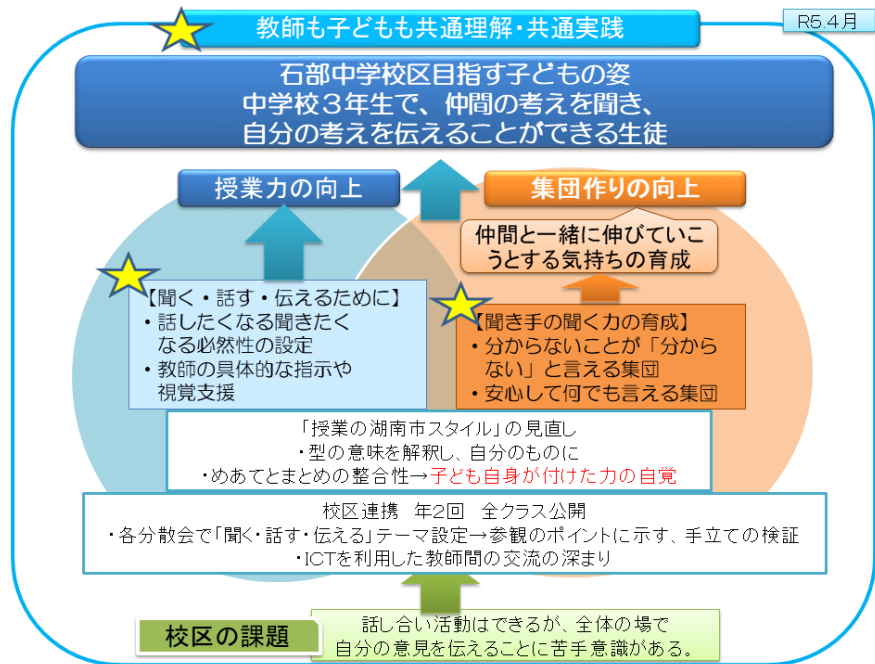 教師も子どもも共通理解・共通実践
R5.4月
石部中学校区目指す子どもの姿
中学校3年生で、仲間の考えを聞き、
自分の考えを伝えることができる生徒
授業力の向上
集団作りの向上
仲間と一緒に伸びていこ
うとする気持ちの育成
【聞く・話す・伝えるために】
・話したくなる聞きたく
なる必然性の設定
・教師の具体的な指示や
視覚支援
【聞き手の聞く力の育成】
・分からないことが「分から
ない」と言える集団
・安心して何でも言える集団
「授業の湖南市スタイル」の見直し
・型の意味を解釈し、自分のものに
・めあてとまとめの整合性→子ども自身が付けた力の自覚
校区連携 年2回 全クラス公開
・各分散会で「聞く・話す・伝える」テーマ設定→参観のポイントに示す、手立ての検証
・ICTを利用した教師間の交流の深まり
校区の課題
話し合い活動はできるが、全体の場で
自分の意見を伝えることに苦手意識がある。